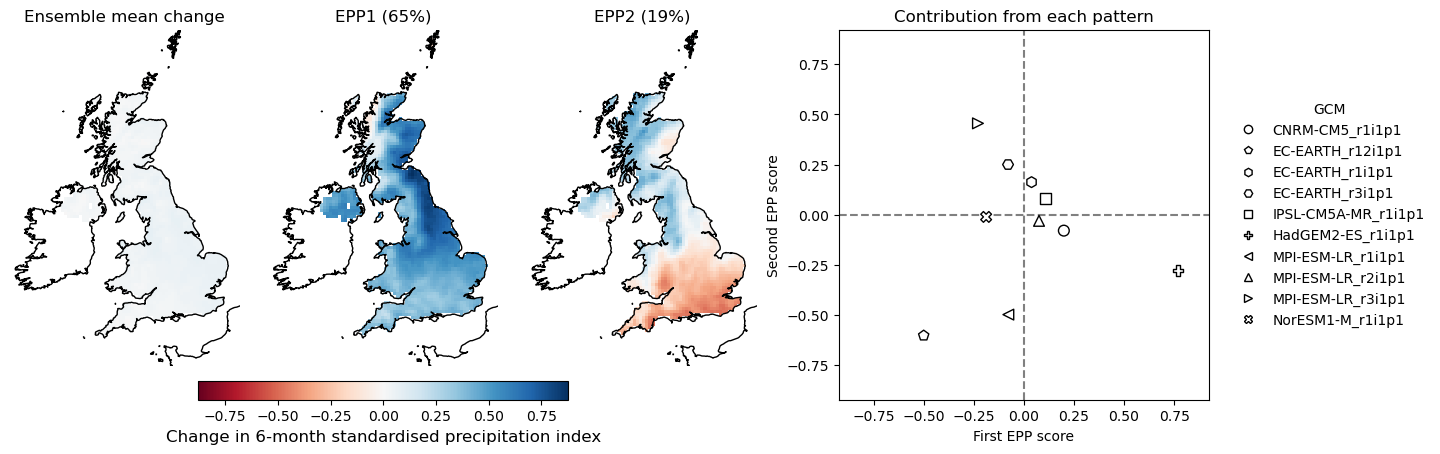 Ensemble mean change
EPP1 (65%)
EPP2 (19%)
−0.75 −0.50 −0.25 0.00 0.25 0.50 0.75
Change in 6-month standardised precipitation index
Contribution from each pattern
Second EPP score
0.75
0.50
0.25
0.00
−0.25
−0.50
−0.75
−0.75 −0.50 −0.25 0.00 0.25 0.50 0.75
First EPP score
GCM
CNRM-CM5_r1i1p1
EC-EARTH_r12i1p1
EC-EARTH_r1i1p1
EC-EARTH_r3i1p1
IPSL-CM5A-MR_r1i1p1
HadGEM2-ES_r1i1p1
MPI-ESM-LR_r1i1p1
MPI-ESM-LR_r2i1p1
MPI-ESM-LR_r3i1p1
NorESM1-M_r1i1p1